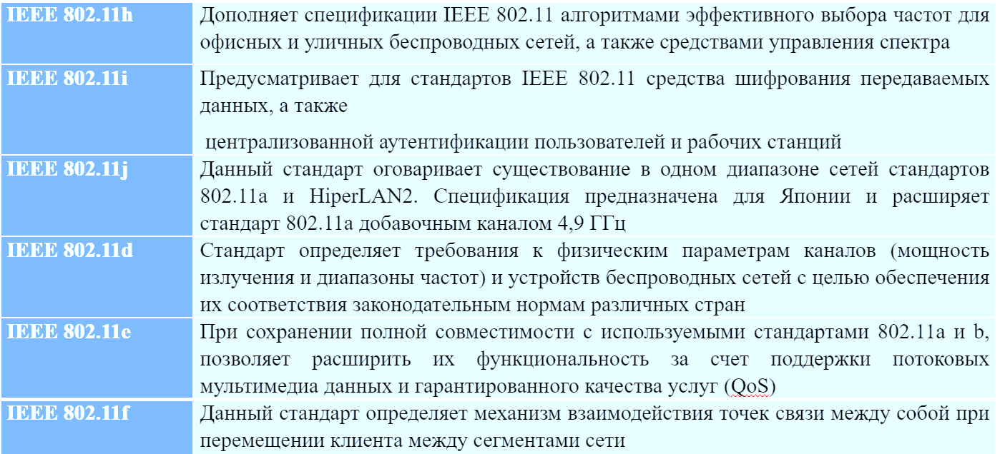 IEEE 802.11h
Дополняет спецификации IEEE 802.11 алгоритмами эффективного выбора частот для
офисных и уличных беспроводных сетей, а также средствами управления спектра
IEEE 802.11i
Предусматривает для стандартов IEEE 802.11 средства шифрования передаваемых
данных, а также
централизованной аутентификации пользователей и рабочих станций
IEEE 802.11j
Данный стандарт оговаривает существование в одном диапазоне сетей стандартов
802.11a и HiperLAN2. Спецификация предназначена для Японии и расширяет
стандарт 802.11a добавочным каналом 4,9 ГГц
IEEE 802.11d
Стандарт определяет требования к физическим параметрам каналов (мощность
излучения и диапазоны частот) и устройств беспроводных сетей с целью обеспечения
их соответствия законодательным нормам различных стран
IEEE 802.11e
При сохранении полной совместимости с используемыми стандартами 802.11a и b,
позволяет расширить их функциональность за счет поддержки потоковых
мультимедиа данных и гарантированного качества услуг (QoS)
IEEE 802.11f
Данный стандарт определяет механизм взаимодействия точек связи между собой при
перемещении клиента между сегментами сети